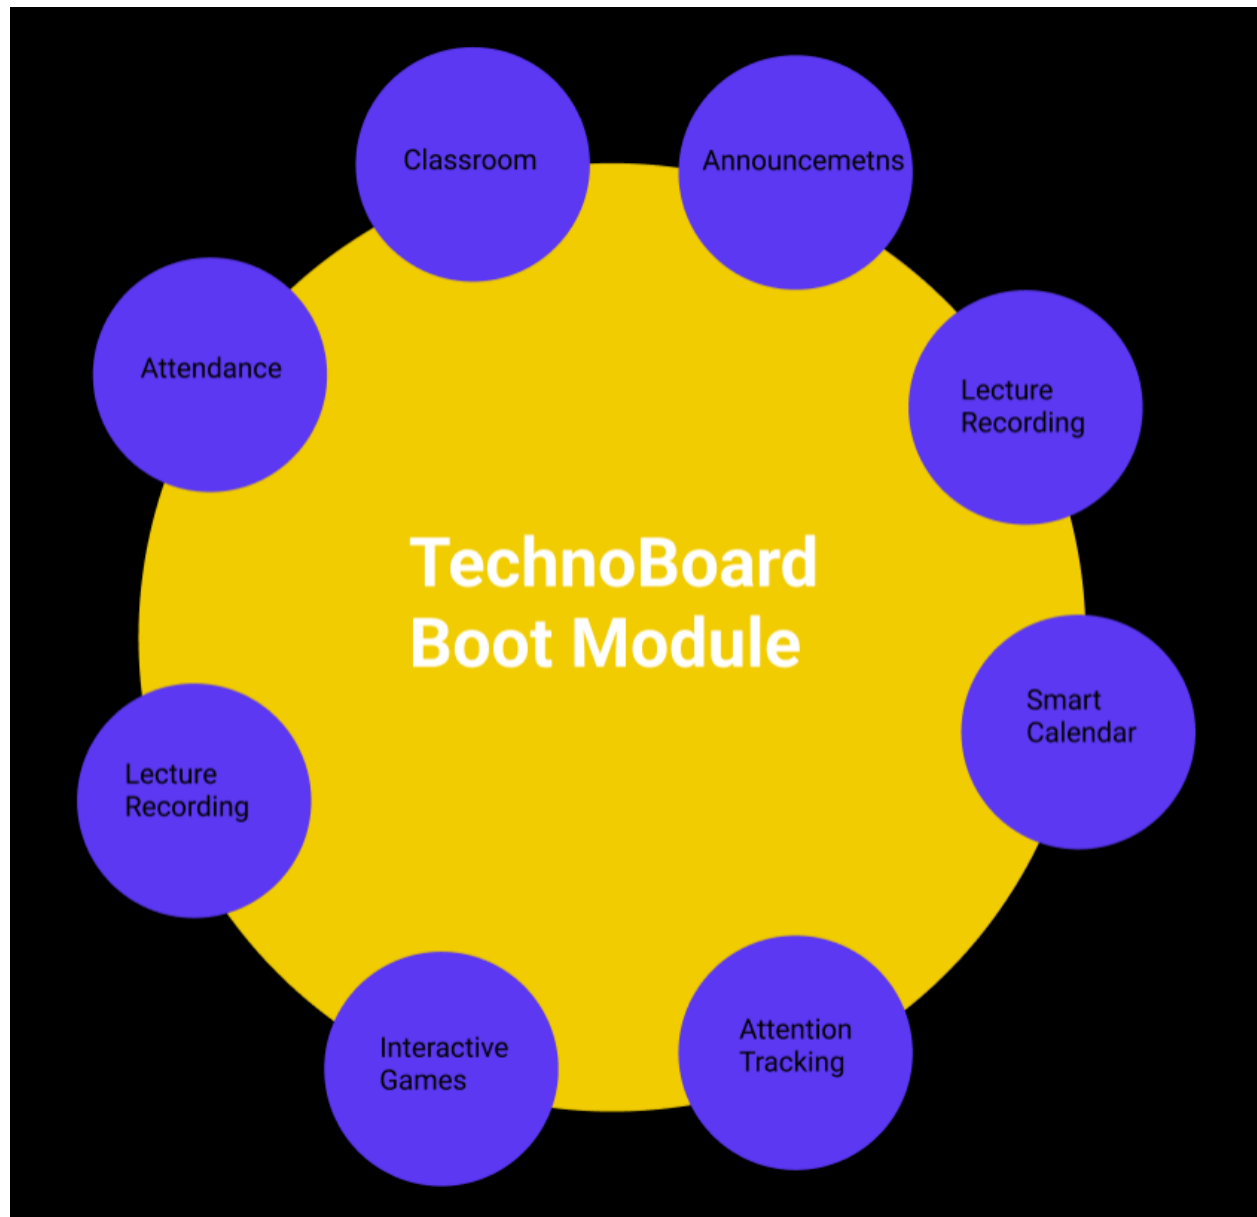 Classroom
Announcemetns
Attendance
Lecture
Recording
TechnoBoard
Boot Module
Smart
Calendar
Lecture
Recording
Attention
Tracking
Interactive
Games